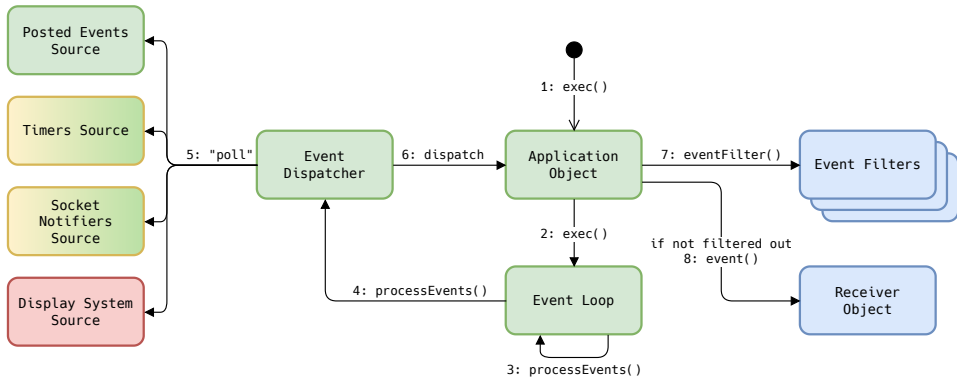 Posted Events
Source
Timers Source
Socket
Notifiers
Source
Display System
Source
5: "poll"
Event
Dispatcher
6: dispatch
1: exec()
Application
Object
7: eventFilter()
Event Filters
2: exec()
if not filtered out
8: event()
4: processEvents()
Event Loop
Receiver
Object
3: processEvents()